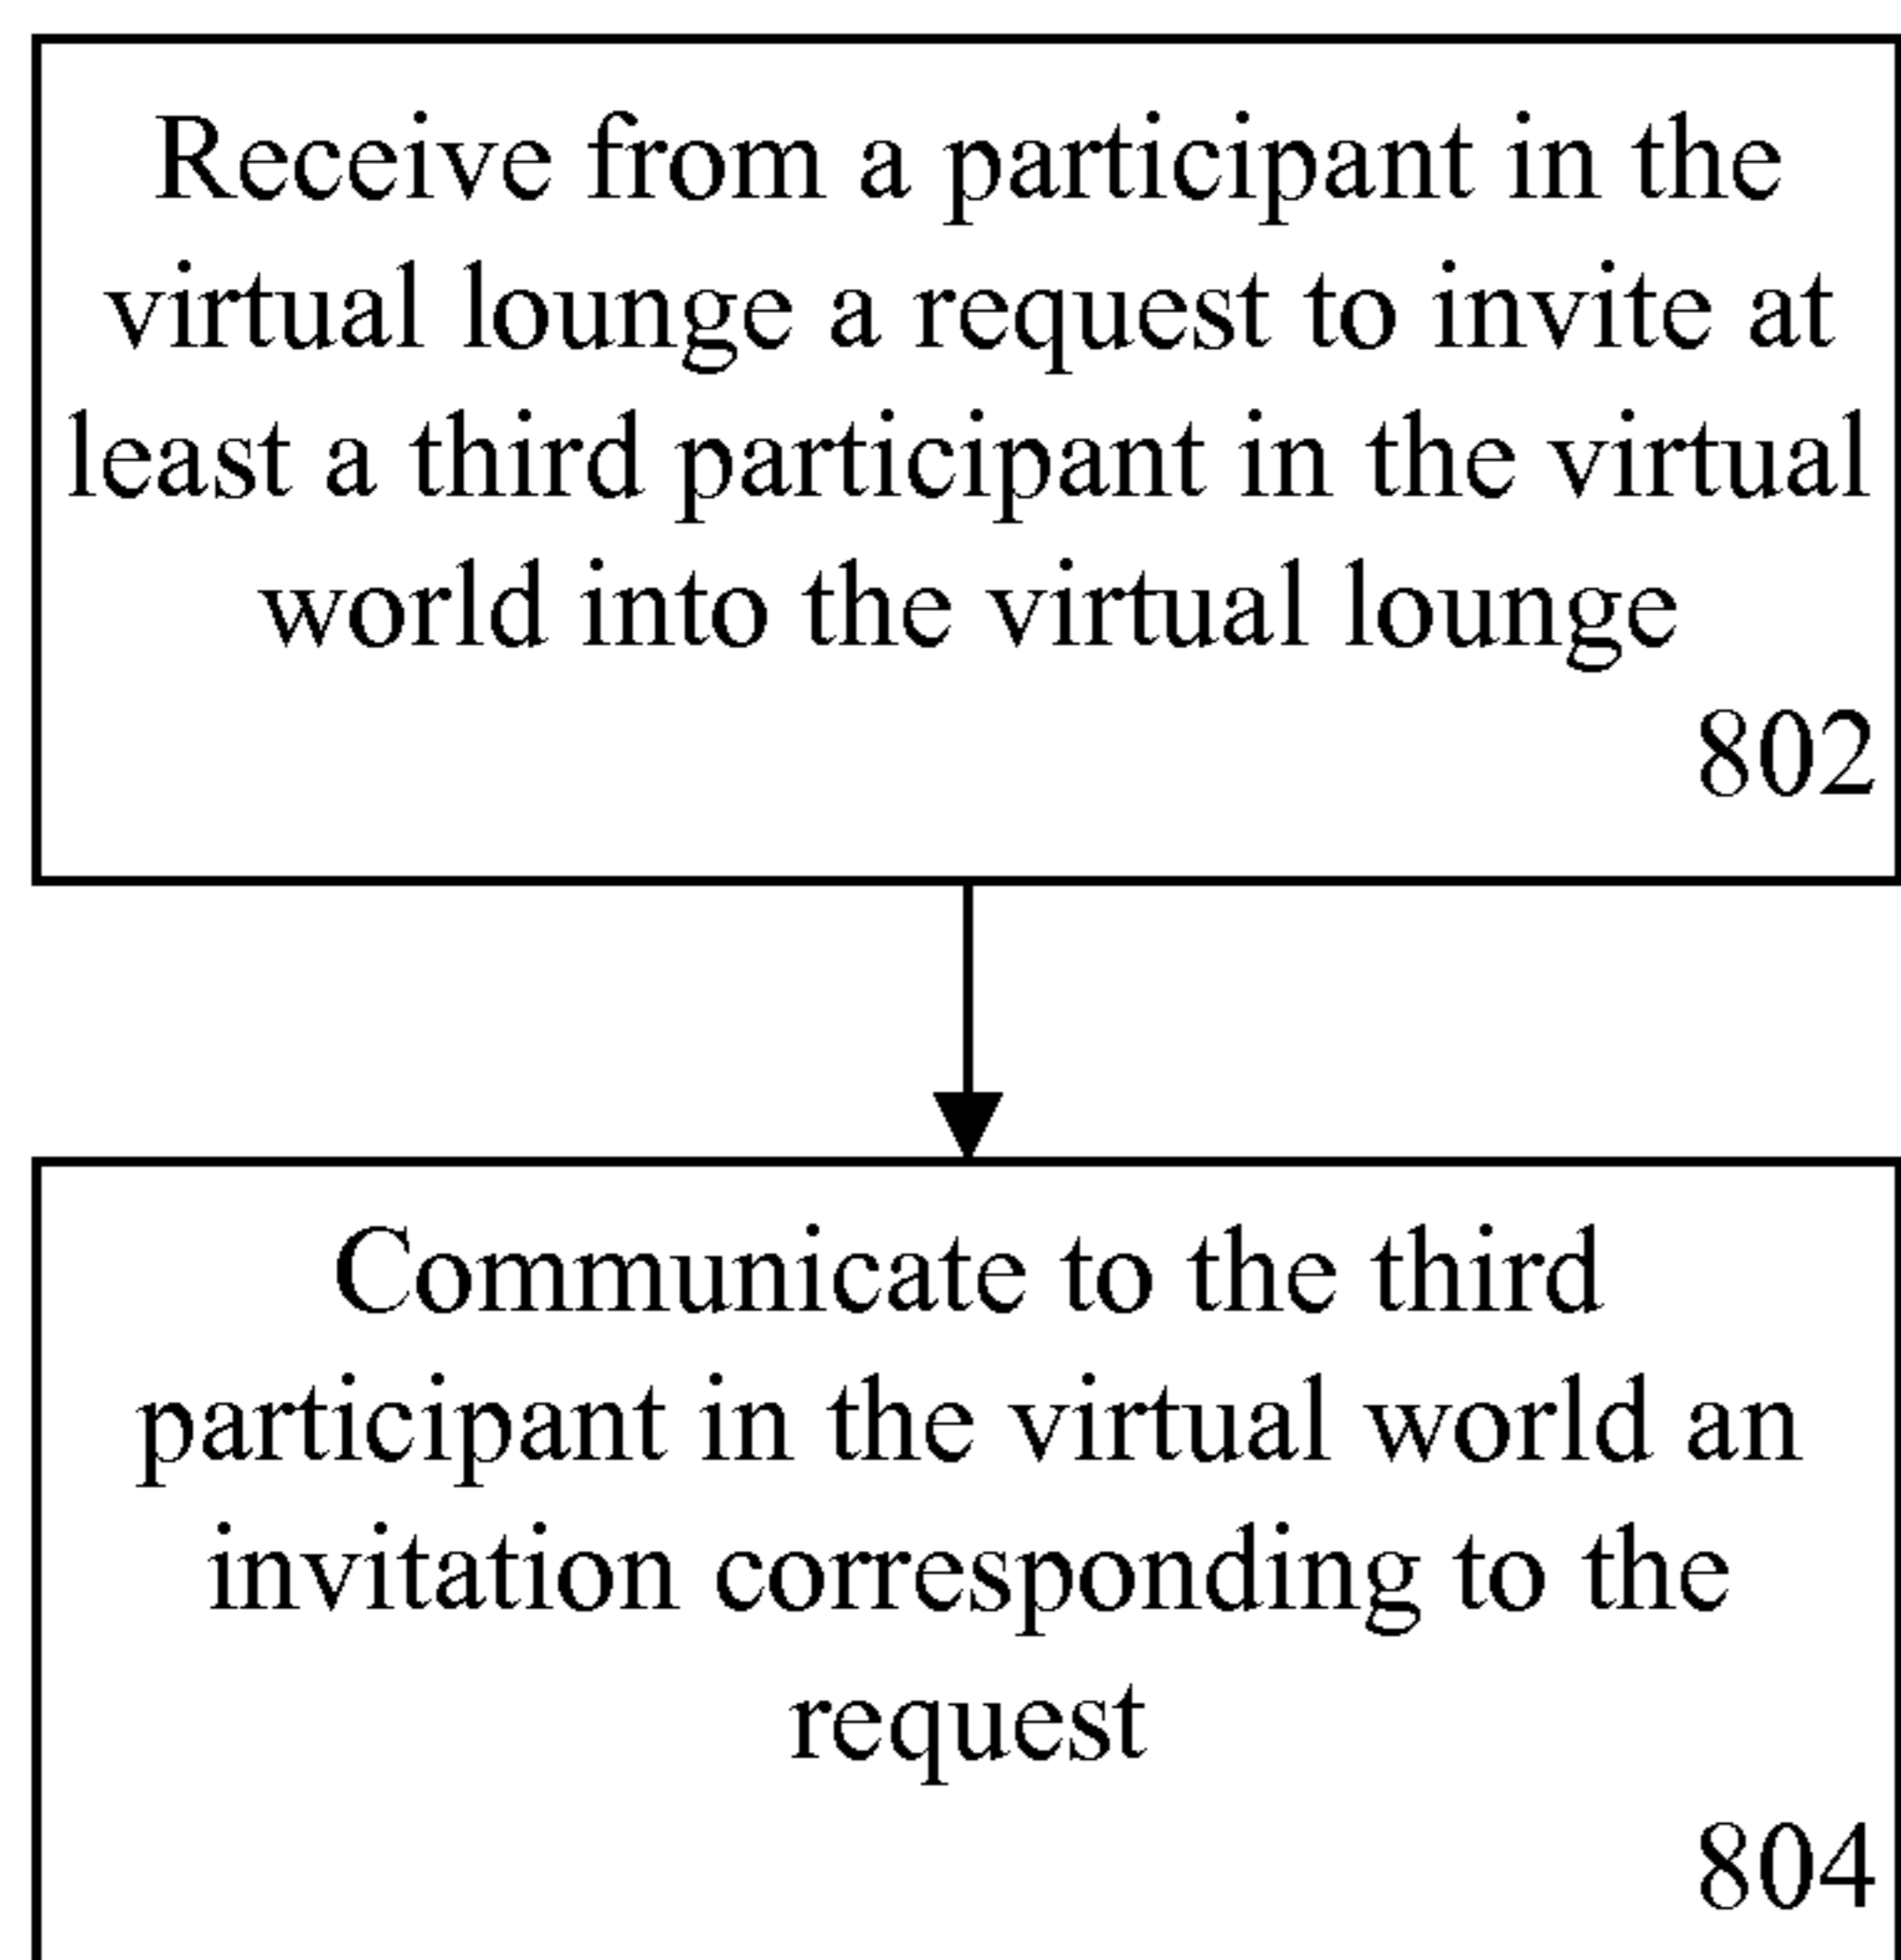 Receive from a participant in the
virtual lounge a request to invite at
least a third participant in the virtual
world into the virtual lounge
802
Communicate to the third
participant in the virtual world an
invitation corresponding to the
request
804